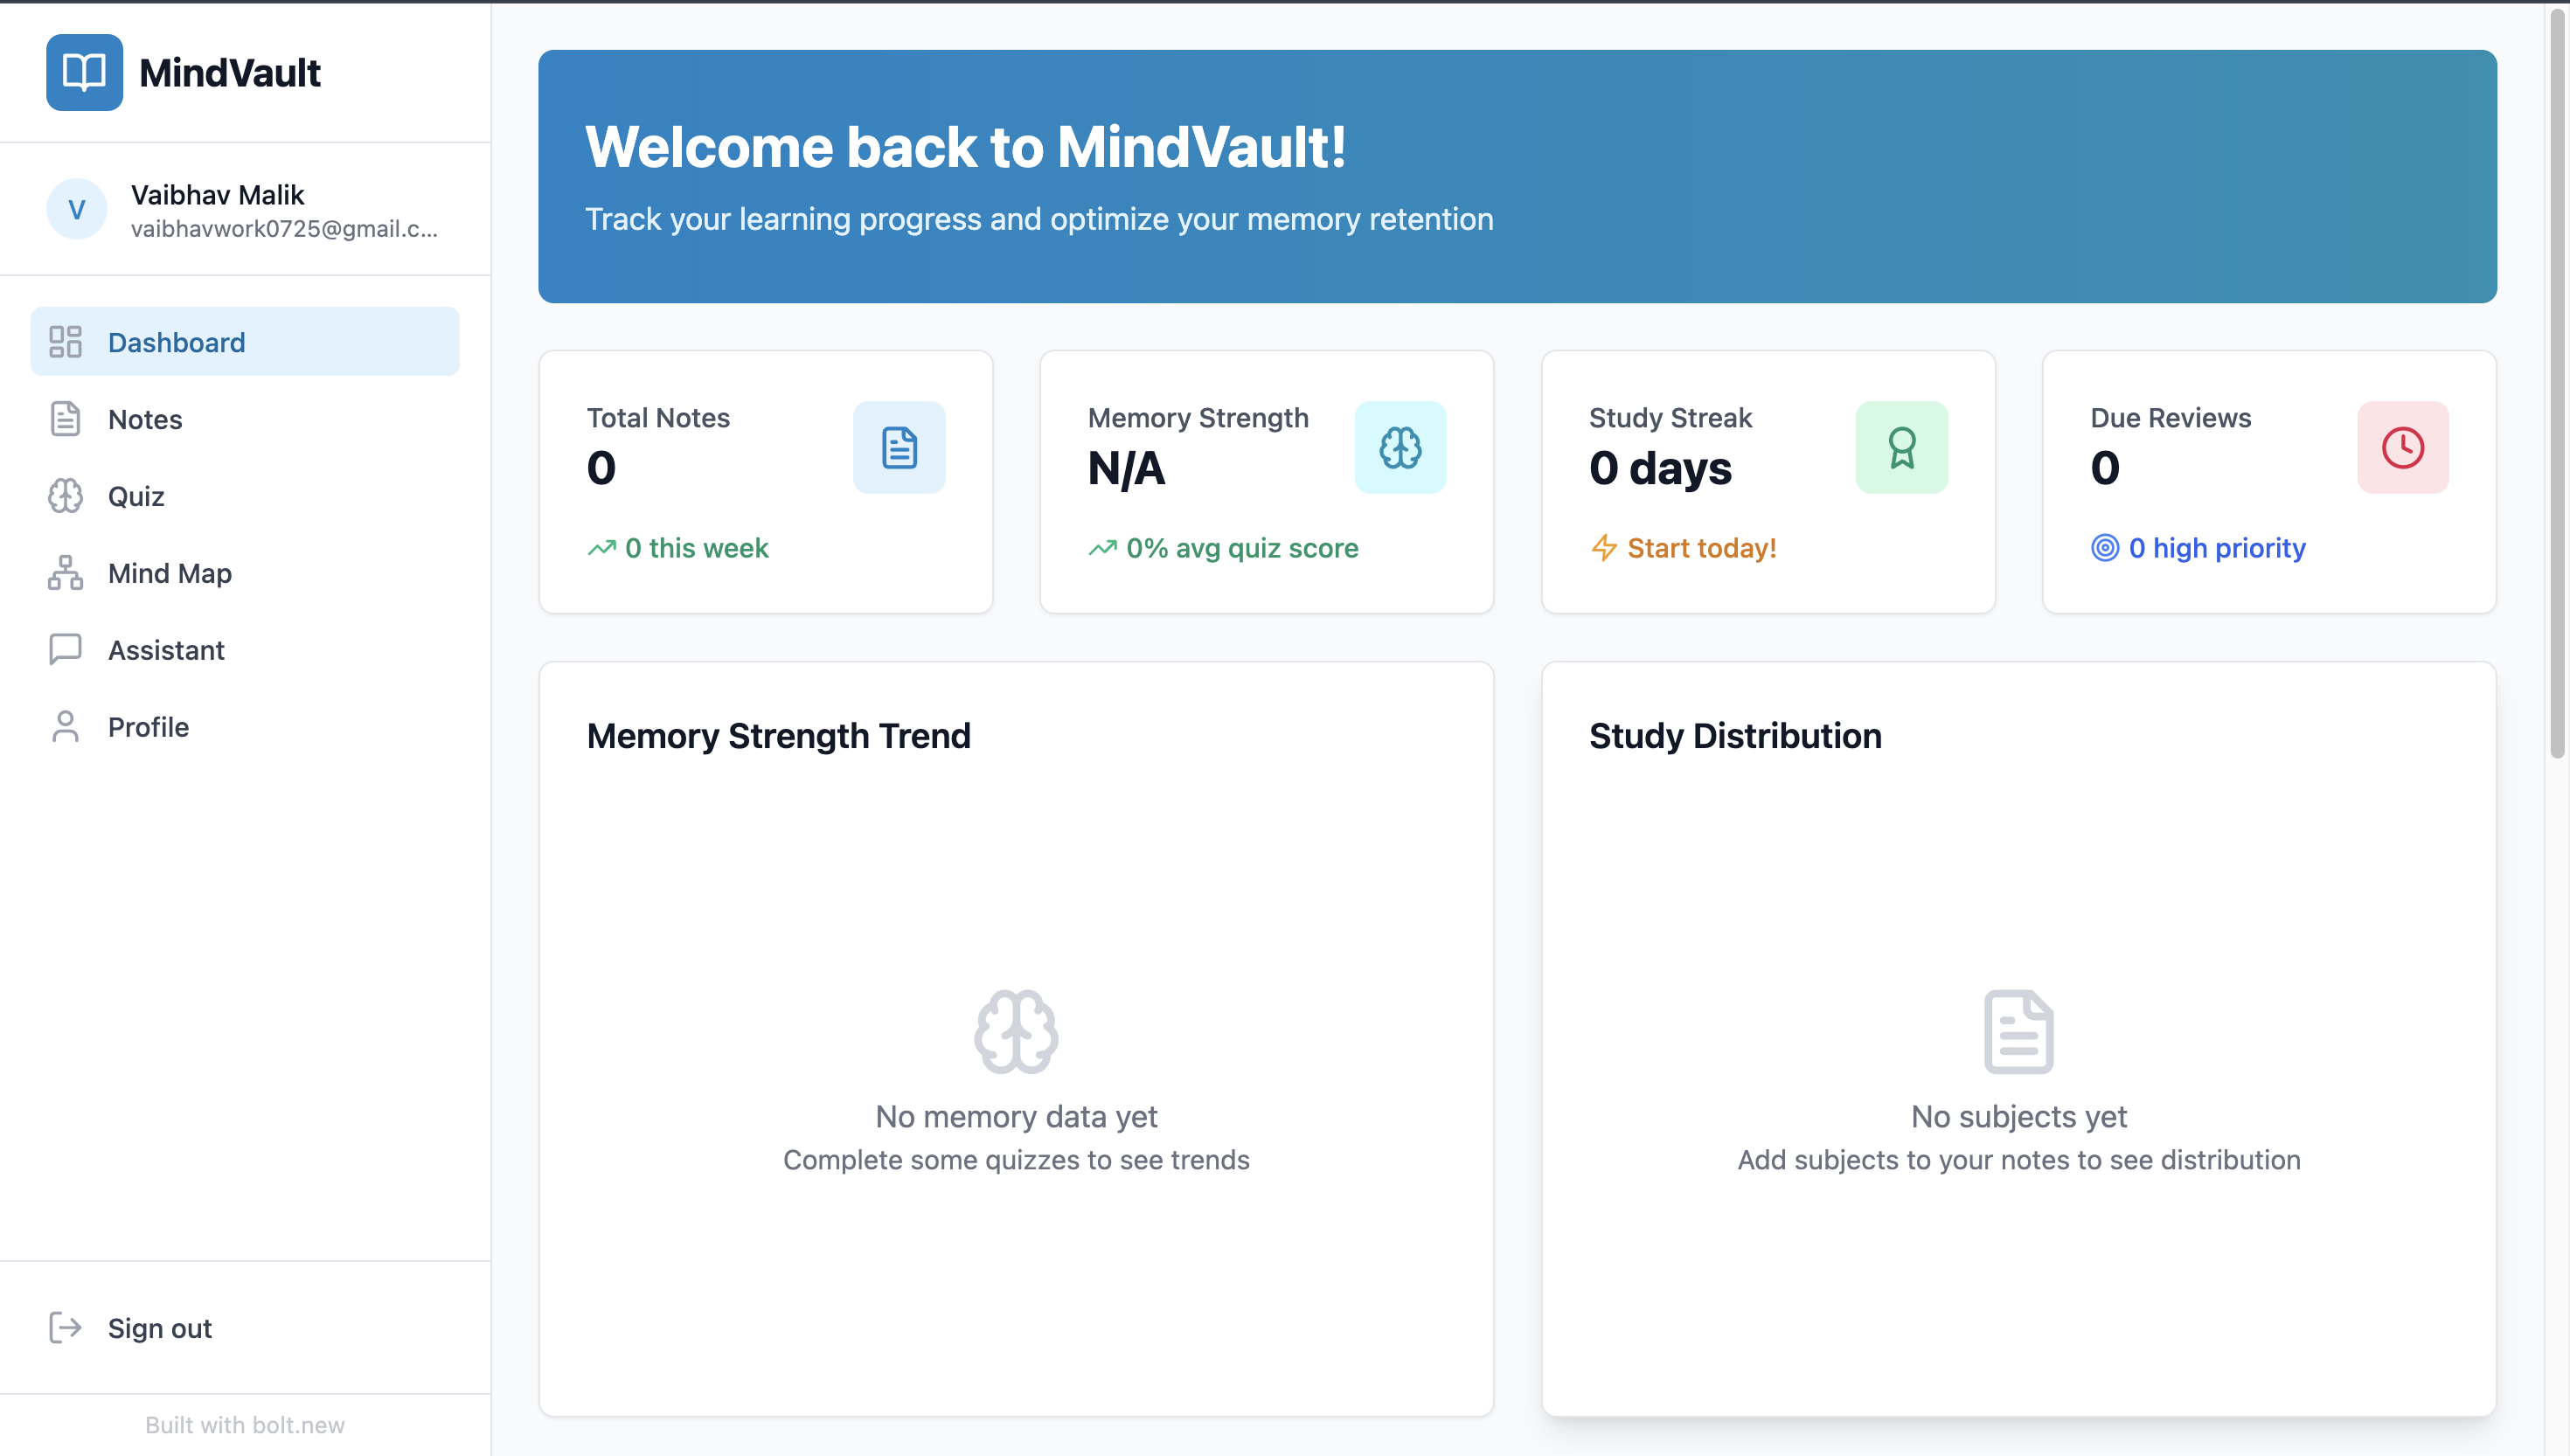 MindVault
V
Vaibhav Malik
vaibhavwork0725@gmail.c...
Dashboard
Notes
Quiz
Mind Map
Assistant
Profile
Sign out
Built with bolt.new
Welcome back to MindVault!
Track your learning progress and optimize your memory retention
Total Notes
0
0 this week
Memory Strength
N/A
0% avg quiz score
Study Streak
0 days
Start today!
Due Reviews
0
0 high priority
Memory Strength Trend
No memory data yet
Complete some quizzes to see trends
Study Distribution
No subjects yet
Add subjects to your notes to see distribution